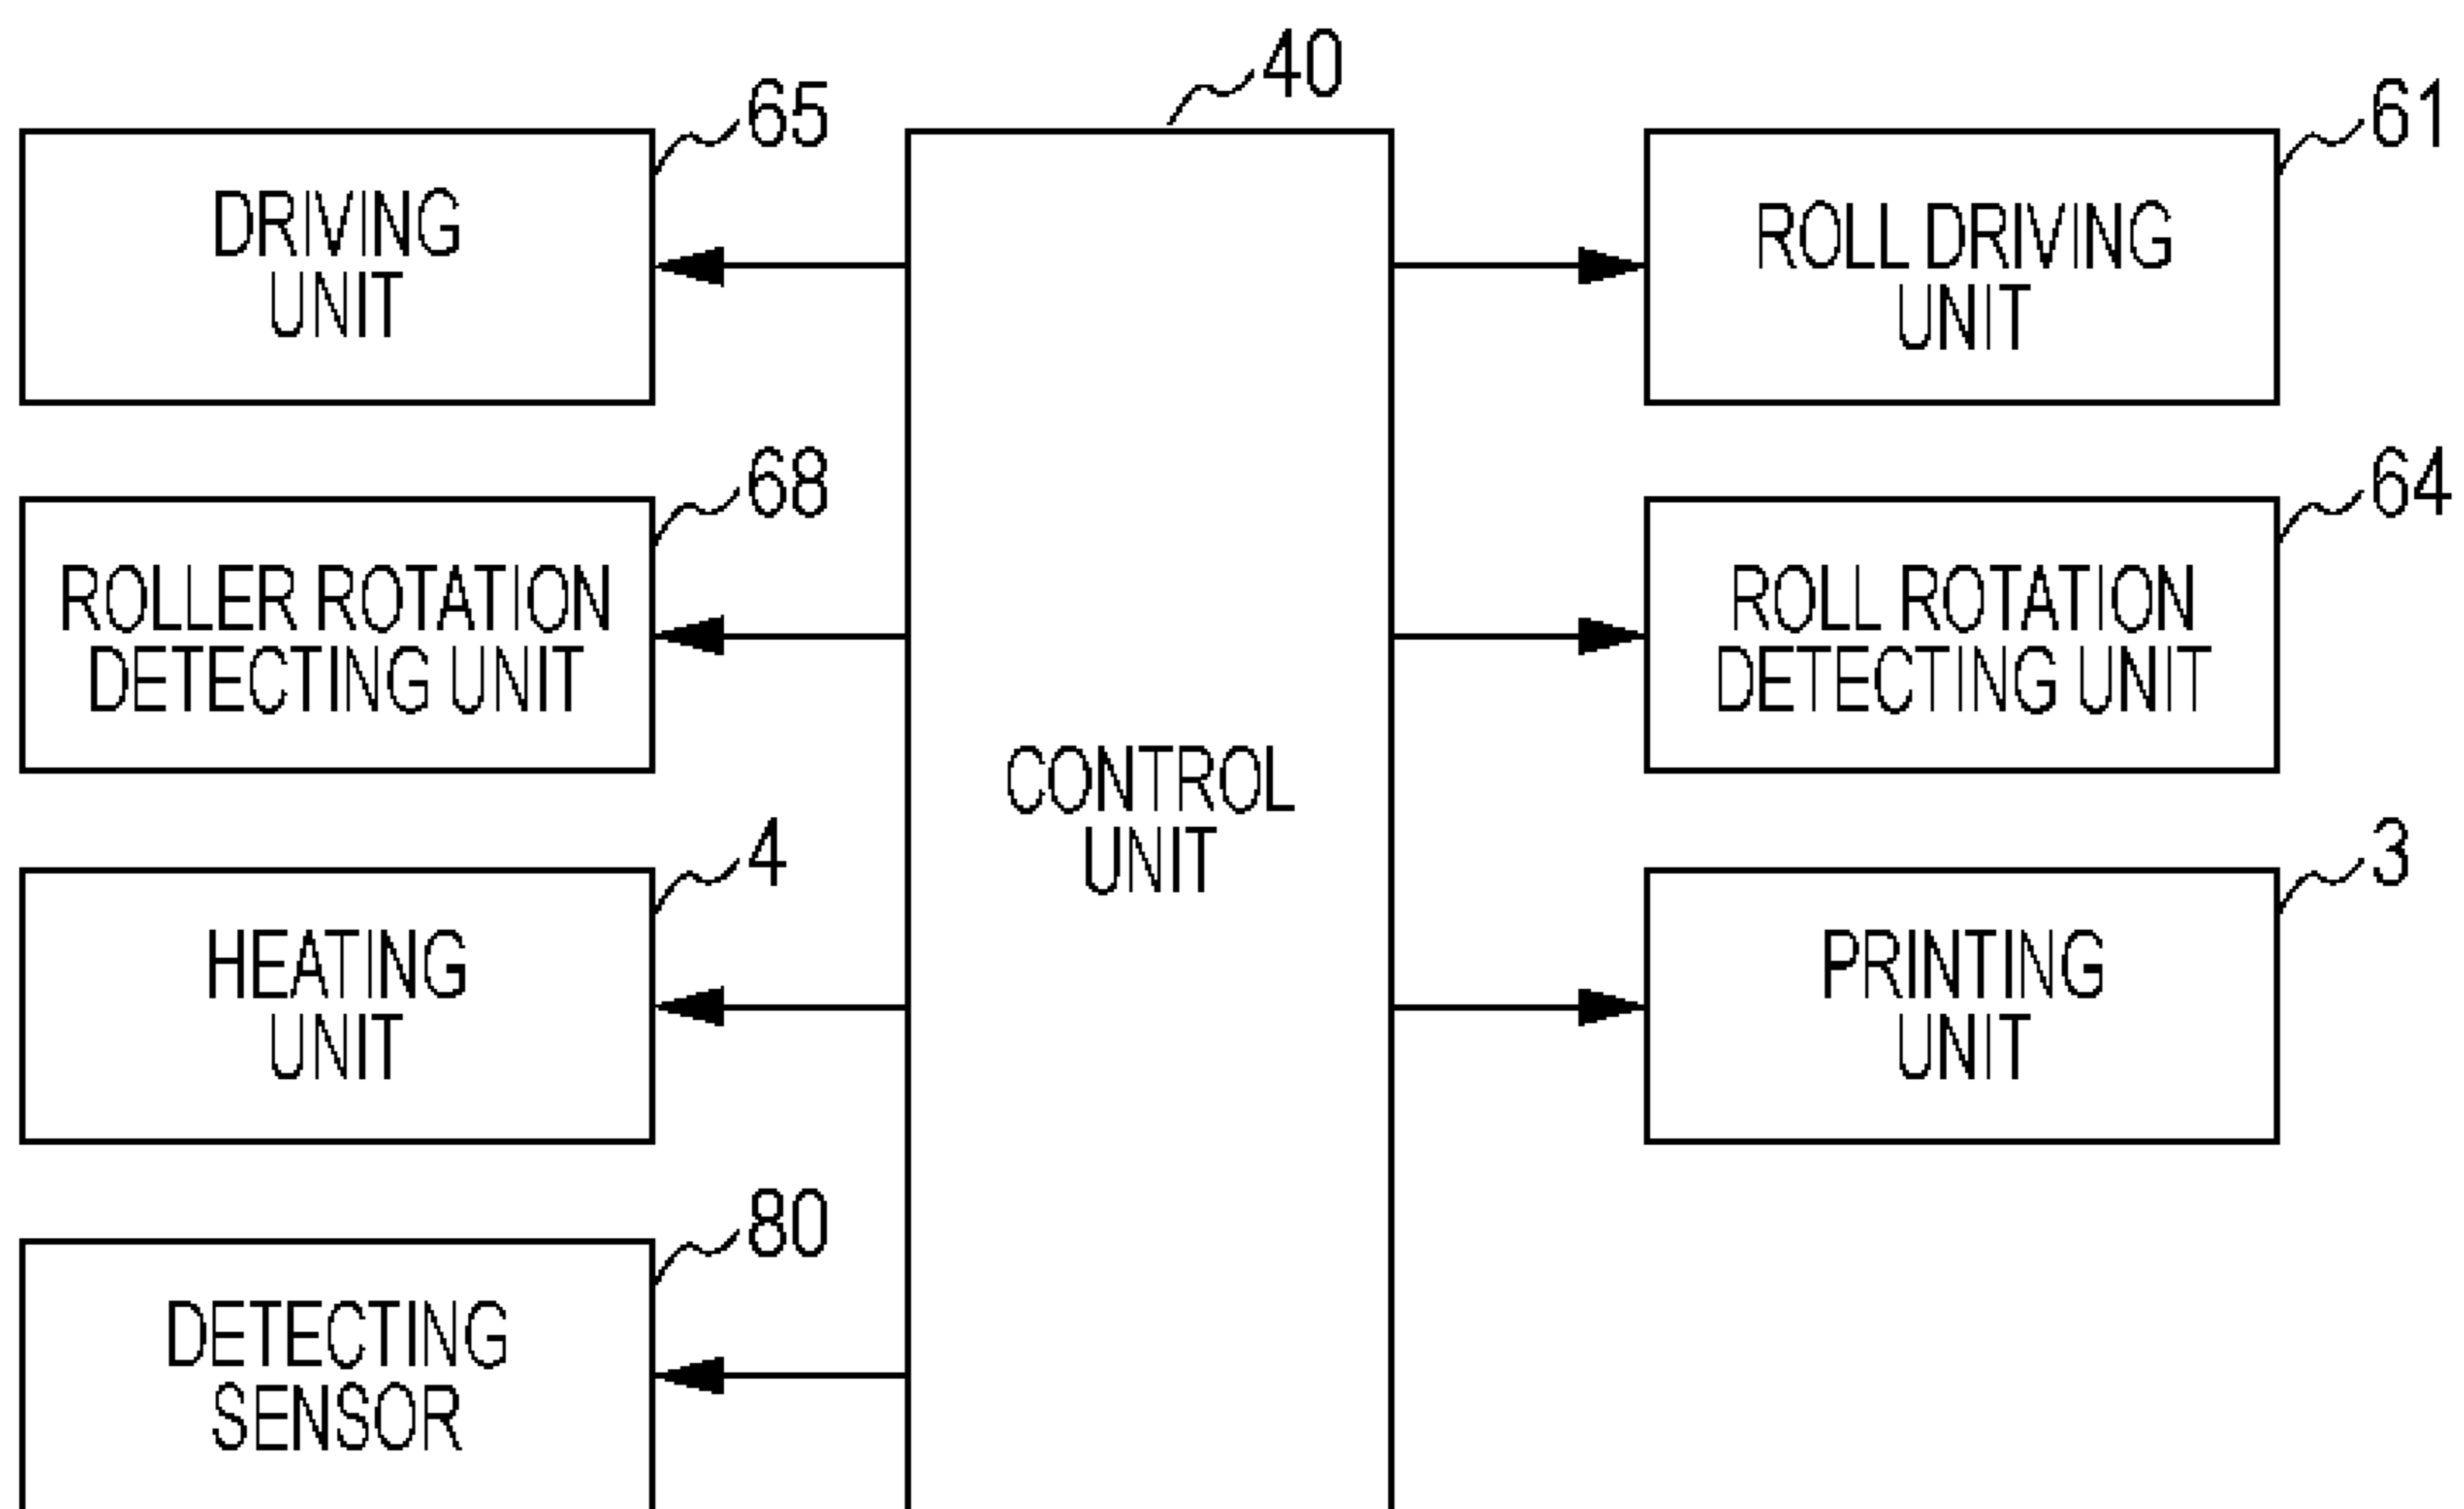 40
65
DRIVING
UNIT
61
ROLL DRIVING
UNIT
68
ROLLER ROTATION
DETECTING UNIT
64
ROLL ROTATION
DETECTING UNIT
CONTROL
UNIT
4
HEATING
UNIT
3
PRINTING
UNIT
80
DETECTING
SENSOR